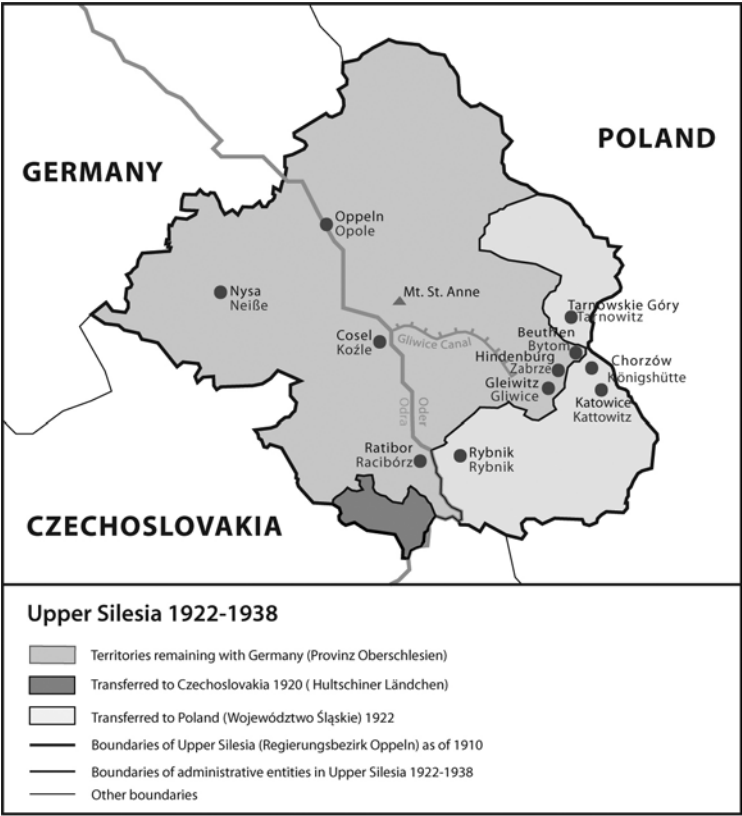 POLAND
GERMANY
Oppeln
Opole
Nysa
Neiße
Mt. St. Anne
Tarnowskie Góry
Tarnowitz
Cosel
Koźle
Gliwice Canal
Beuthen
Bytom
Hindenburg
Zabrze
Chorzów
Königshütte
Gleiwitz
Gliwice
Katowice
Kattowitz
Oder
Odra
Ratibor
Racibórz
Rybnik
Rybnik
CZECHOSLOVAKIA
Upper Silesia 1922-1938
Territories remaining with Germany (Provinz Oberschlesien)
Transferred to Czechoslovakia 1920 ( Hultschiner Ländchen)
Transferred to Poland (Województwo Śląskie) 1922
Boundaries of Upper Silesia (Regierungsbezirk Oppeln) as of 1910
Boundaries of administrative entities in Upper Silesia 1922-1938
Other boundaries